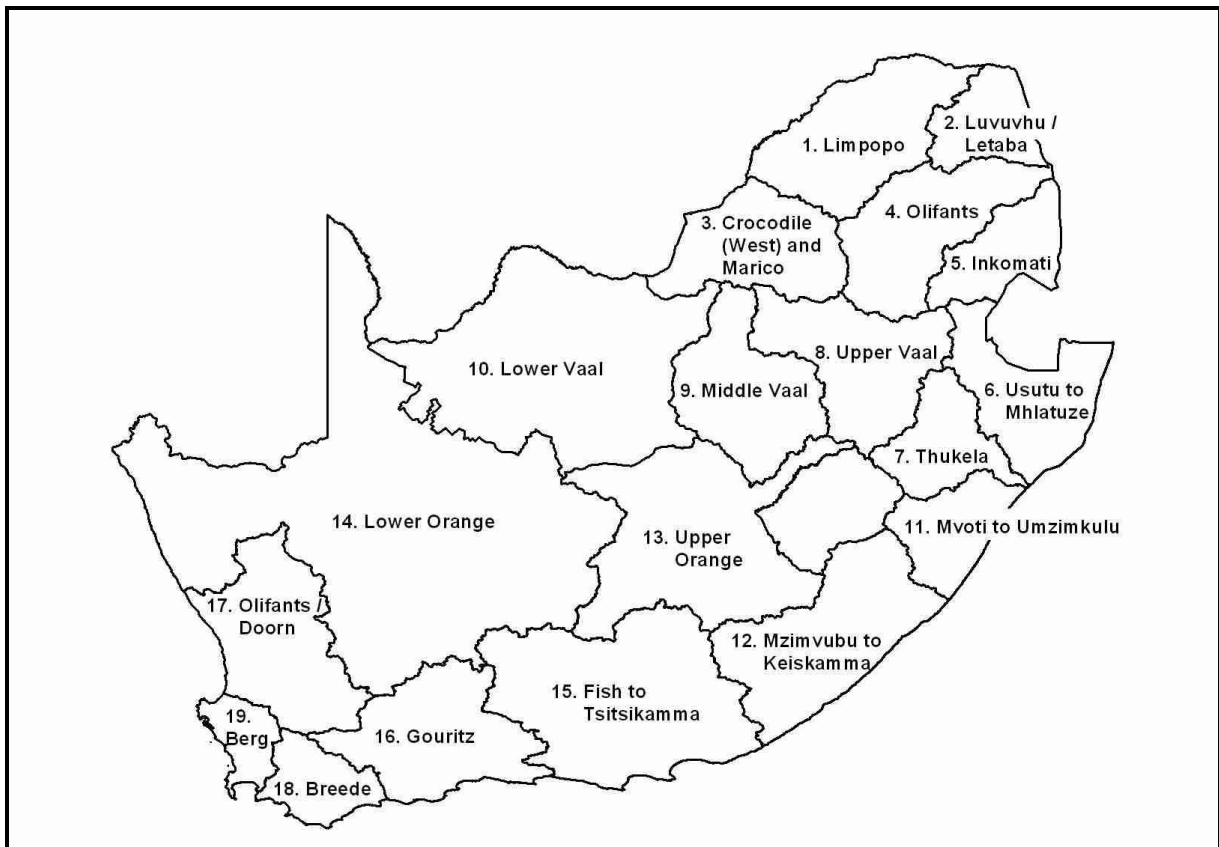 1. Limpopo
2. Luvuvhu /
Letaba
3. Crocodile
(West) and
Marico
4. Olifants
5. Inkomati
6. Usutu to
Mhlatuze
7. Thukela
8. Upper Vaal
9. Middle Vaal
10. Lower Vaal
11. Mvoti to Umzimkulu
12. Mzimvubu to
Keiskamma
13. Upper
Orange
14. Lower Orange
15. Fish to
Tsitsikamma
16. Gouritz
17. Olifants /
Doorn
18. Breede
19.
Berg